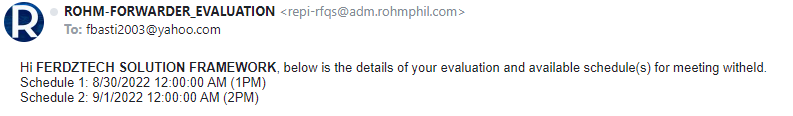 R
ROHM-FORWARDER_EVALUATION <repi-rfqs@adm.rohmphil.com>
To: fbasti2003@yahoo.com
Hi FERDZTECH SOLUTION FRAMEWORK, below is the details of your evaluation and available schedule(s) for meeting witheld.
Schedule 1: 8/30/2022 12:00:00 AM (1PM)
Schedule 2: 9/1/2022 12:00:00 AM (2PM)